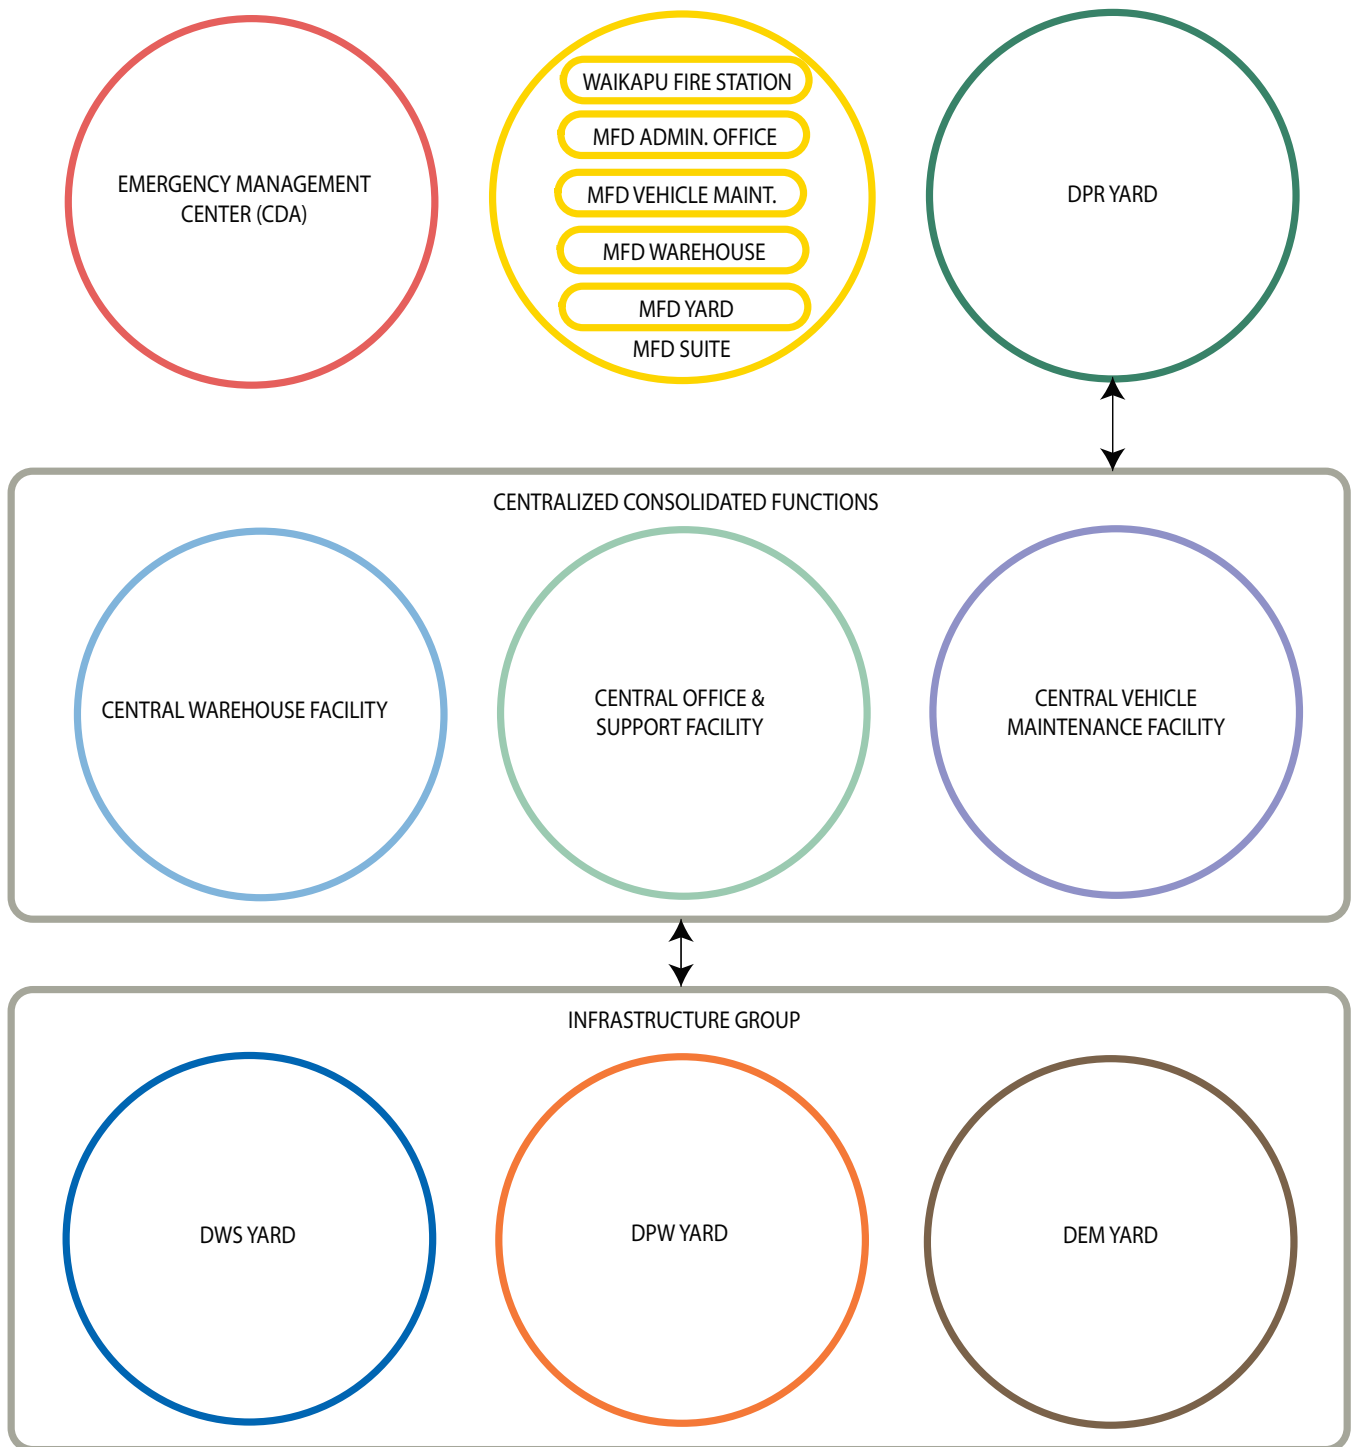 EMERGENCY MANAGEMENT
CENTER (CDA)
WAIKAPU FIRE STATION
MFD ADMIN. OFFICE
MFD VEHICLE MAINT.
MFD WAREHOUSE
MFD YARD
MFD SUITE
DPR YARD
CENTRALIZED CONSOLIDATED FUNCTIONS
CENTRAL WAREHOUSE FACILITY
CENTRAL OFFICE &
SUPPORT FACILITY
CENTRAL VEHICLE
MAINTENANCE FACILITY
INFRASTRUCTURE GROUP
DWS YARD
DPW YARD
DEM YARD